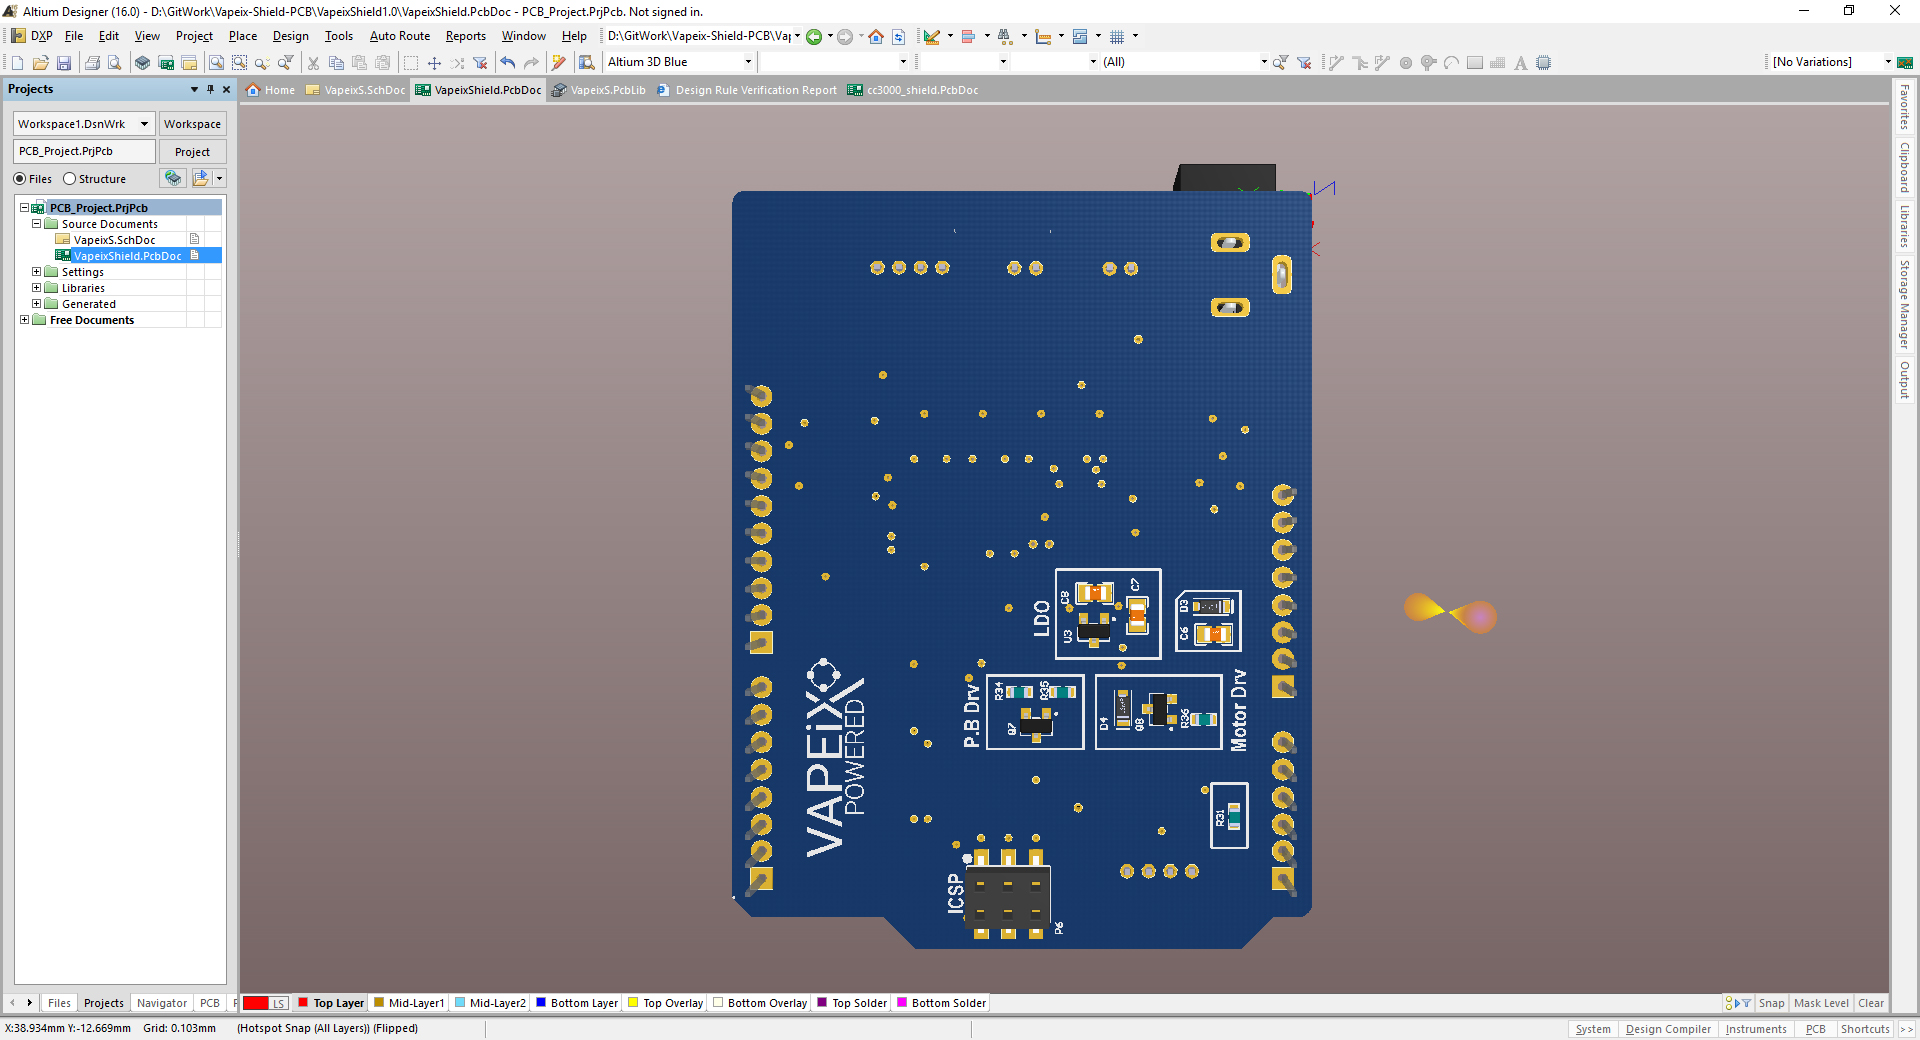 Altium Designer (16.0) - D:\GitWork\Vapeix-Shield-PCB\VapeixShield1.0\VapeixShield.PcbDoc - PCB_Project.PrjPcb. Not signed in.
DXP File Edit View Project Place Design Tools Auto Route Reports Window Help D:\GitWork\Vapeix-Shield-PCB\Va
Altium 3D Blue (All) [No Variations]
Projects
Home VapeixS.SchDoc VapeixShield.PcbDoc VapeixS.PcbLib Design Rule Verification Report cc3000_shield.PcbDoc
Workspace1.DsnWrk Workspace
PCB_Project.PrjPcb Project
Files Structure
PCB_Project.PrjPcb
Source Documents
VapeixS.SchDoc
VapeixShield.PcbDoc
Settings
Libraries
Generated
Free Documents
Favorites
Clipboard
Libraries
Storage Manager
Output
LDO
C8
C7
U3
D3
C6
P.B Drv
R34
R35
Q7
D4
Q8
R36
Motor Drv
VAPEiX
POWERED
R31
ICSP
P6
Files Projects Navigator PCB
LS Top Layer Mid-Layer1 Mid-Layer2 Bottom Layer Top Overlay Bottom Overlay Top Solder Bottom Solder Snap Mask Level Clear
X:38.934mm Y:-12.669mm Grid: 0.103mm (Hotspot Snap (All Layers)) (Flipped) System Design Compiler Instruments PCB Shortcuts >>